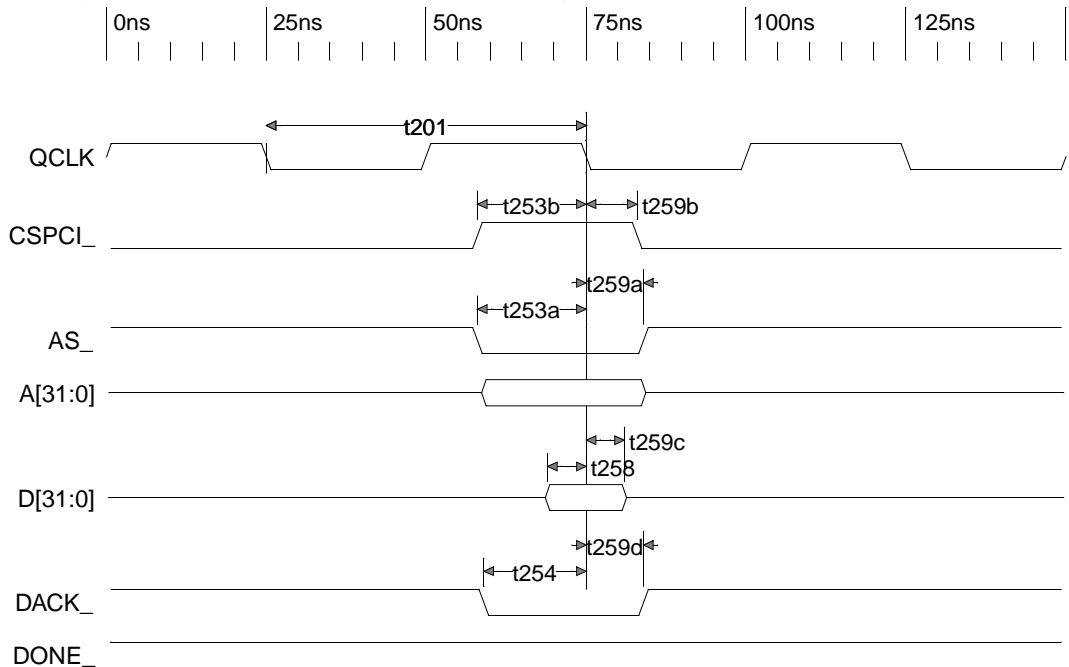 0ns 25ns 50ns 75ns 100ns 125ns
t201
QCLK
t253b t259b
CSPCI_
t259a
t253a
AS_
A[31:0]
t259c
t258
D[31:0]
t259d
t254
DACK_
DONE_